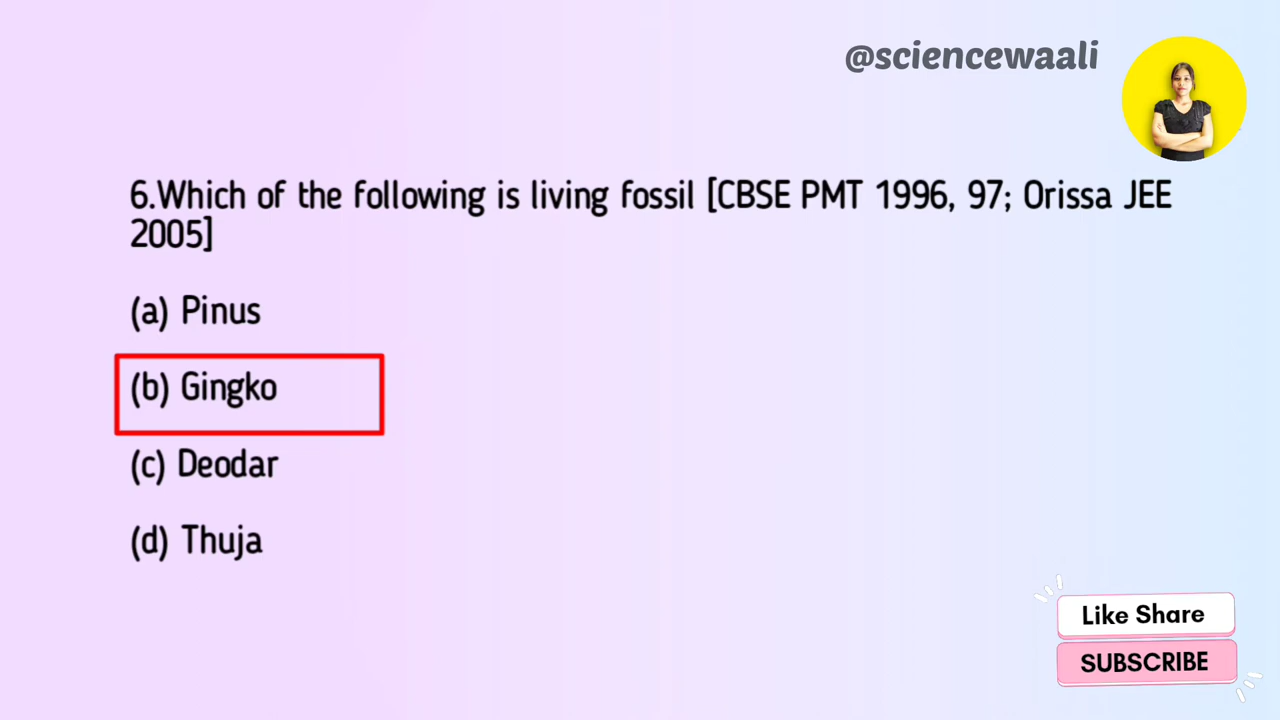 @sciencewaali
6.Which of the following is living fossil [CBSE PMT 1996, 97; Orissa JEE
2005]
(a) Pinus
(b) Gingko
(c) Deodar
(d) Thuja
Like Share
SUBSCRIBE